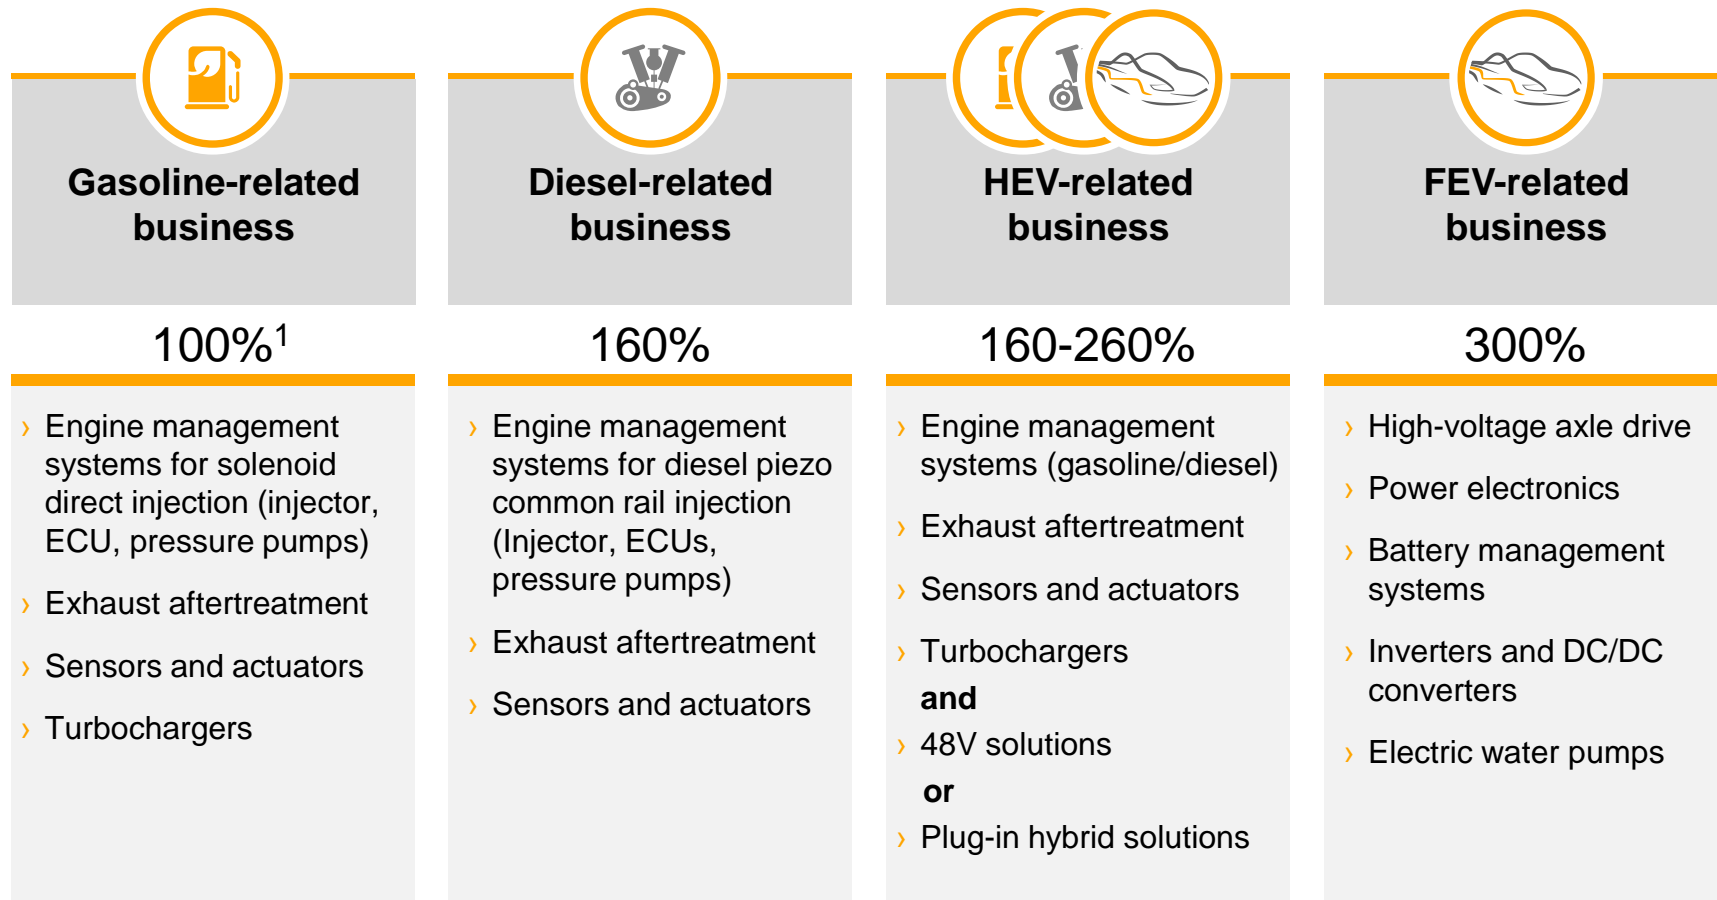 Gasoline-related
business
100%¹
› Engine management
systems for solenoid
direct injection (injector,
ECU, pressure pumps)
› Exhaust aftertreatment
› Sensors and actuators
› Turbochargers
Diesel-related
business
160%
› Engine management
systems for diesel piezo
common rail injection
(Injector, ECUs,
pressure pumps)
› Exhaust aftertreatment
› Sensors and actuators
HEV-related
business
160-260%
› Engine management
systems (gasoline/diesel)
› Exhaust aftertreatment
› Sensors and actuators
› Turbochargers
and
› 48V solutions
or
› Plug-in hybrid solutions
FEV-related
business
300%
› High-voltage axle drive
› Power electronics
› Battery management
systems
› Inverters and DC/DC
converters
› Electric water pumps